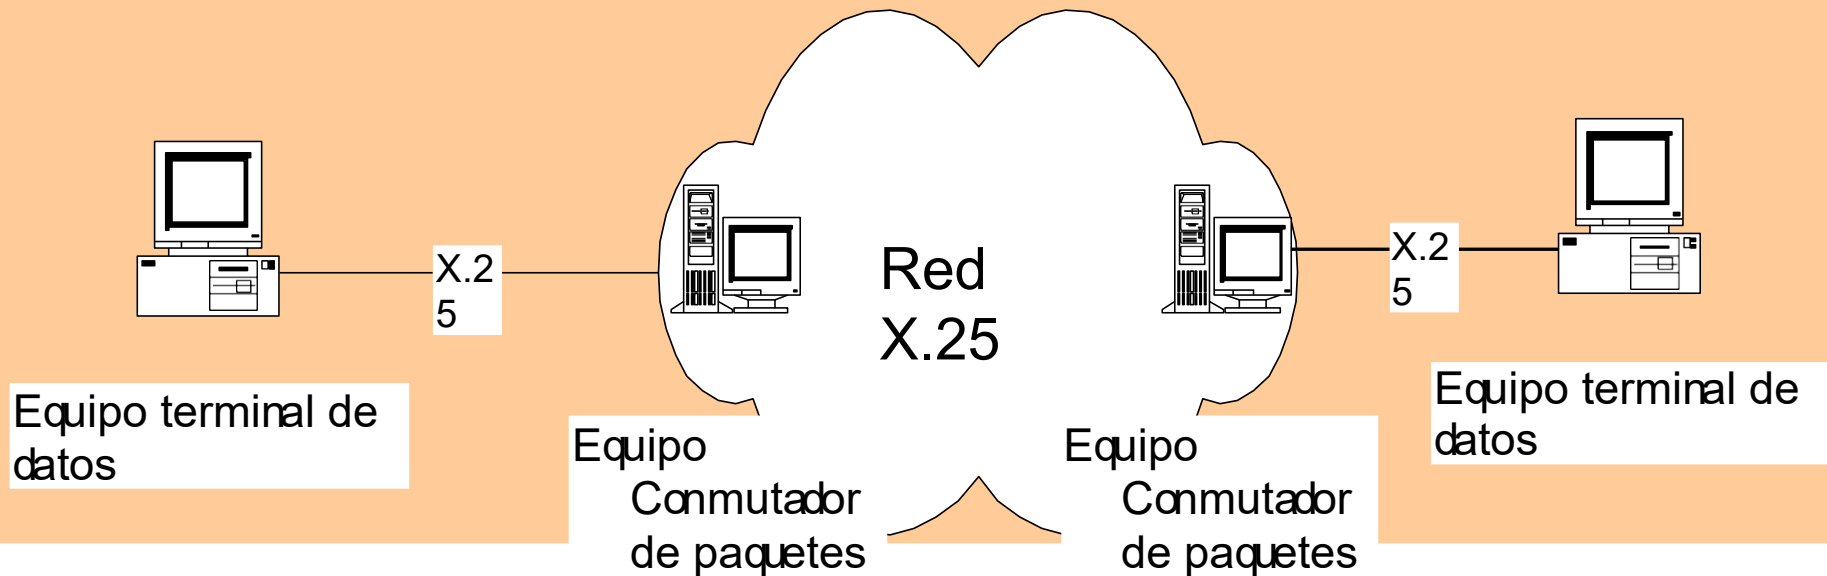 X.2
5
Red
X.25
X.2
5
Equipo terminal de
datos
Equipo
Conmutador
de paquetes
Equipo
Conmutador
de paquetes
Equipo terminal de
datos